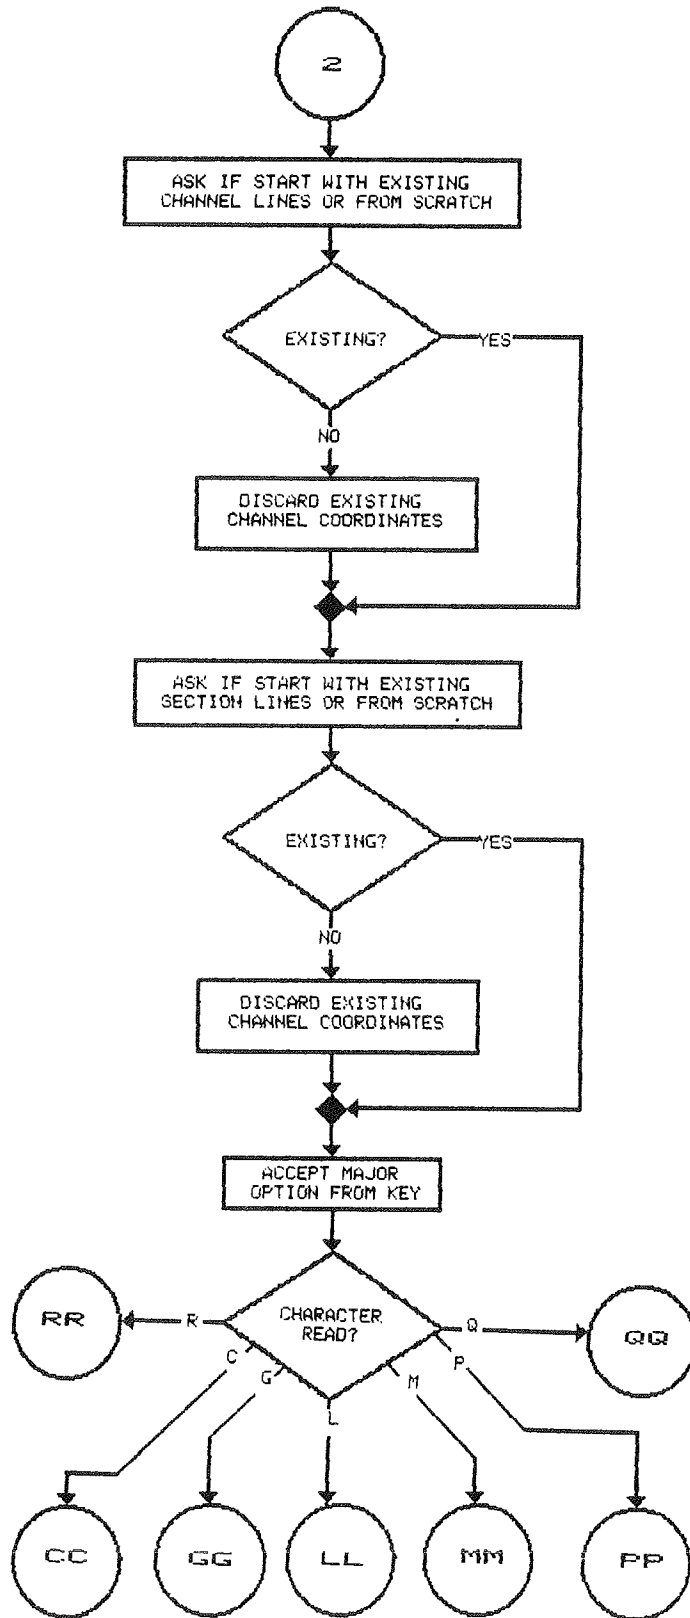 2
ASK IF START WITH EXISTING
CHANNEL LINES OR FROM SCRATCH
EXISTING?
YES
NO
DISCARD EXISTING
CHANNEL COORDINATES
ASK IF START WITH EXISTING
SECTION LINES OR FROM SCRATCH
EXISTING?
YES
NO
DISCARD EXISTING
CHANNEL COORDINATES
ACCEPT MAJOR
OPTION FROM KEY
RR
R
CHARACTER
READ?
Q
QQ
C
G
L
M
P
CC
GG
LL
MM
PP